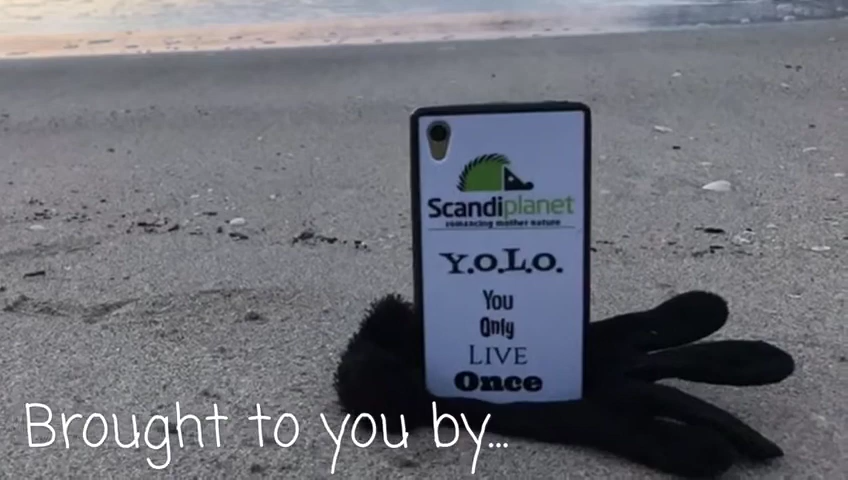 Scandiplanet
romancing mother nature
Y.O.L.O.
You
Only
LIVE
Once
Brought to you by...